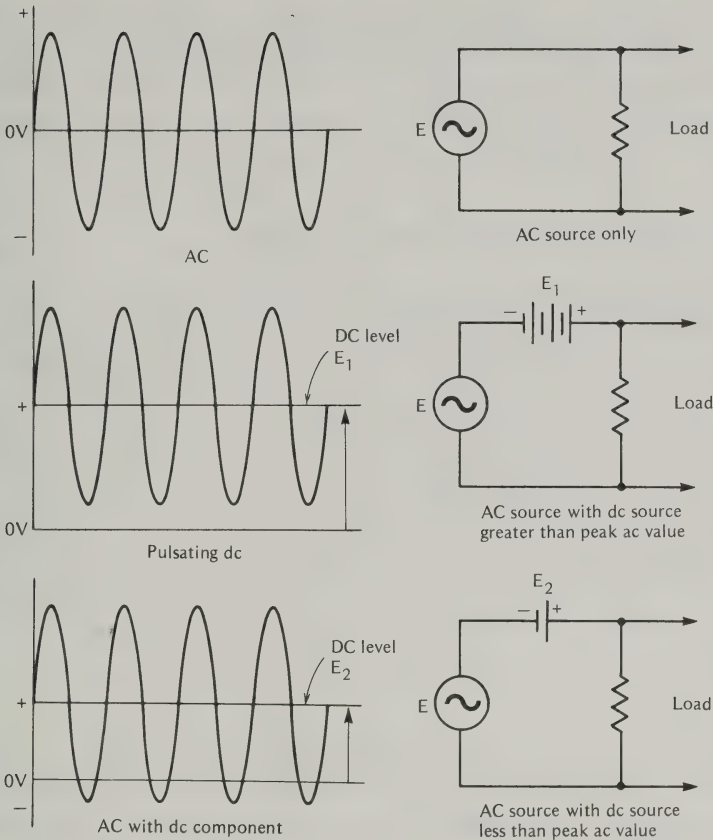 +
0V
−
AC
E
Load
AC source only
DC level
E₁
+
0V
Pulsating dc
E₁
− +
E
Load
AC source with dc source
greater than peak ac value
DC level
E₂
+
0V
−
AC with dc component
E₂
− +
E
Load
AC source with dc source
less than peak ac value